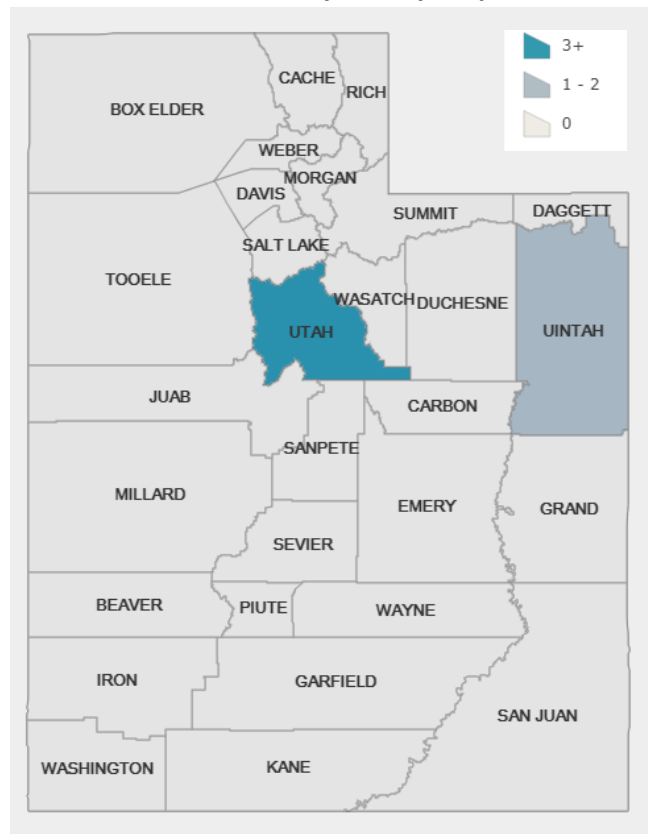 3+
1 - 2
0
CACHE
RICH
BOX ELDER
WEBER
MORGAN
DAVIS
SUMMIT
DAGGETT
SALT LAKE
TOOELE
WASATCH
DUCHESNE
UTAH
UINTAH
JUAB
CARBON
SANPETE
MILLARD
EMERY
GRAND
SEVIER
BEAVER
PIUTE
WAYNE
IRON
GARFIELD
SAN JUAN
WASHINGTON
KANE